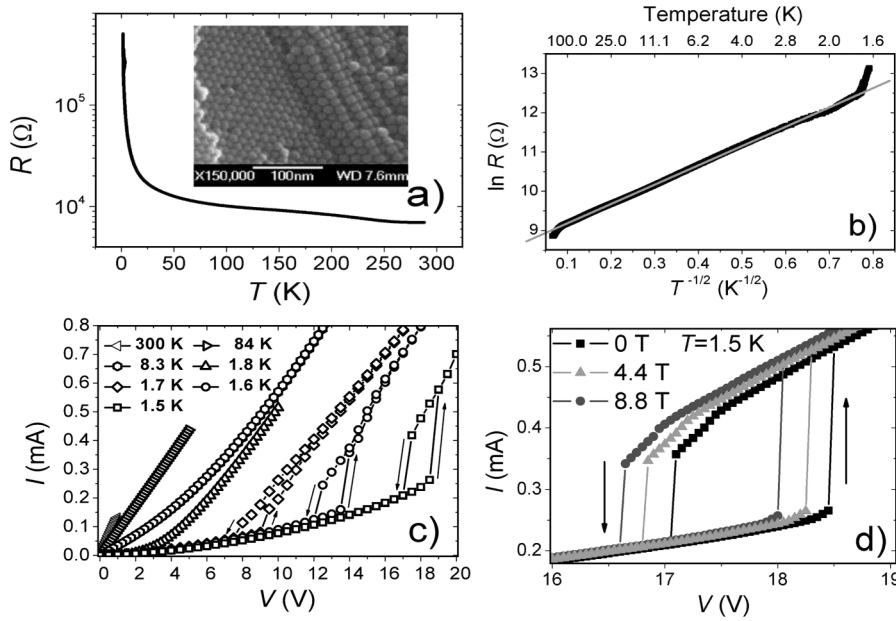 10⁵
10⁴
R (Ω)
0 50 100 150 200 250 300
T (K)
X150,000 100nm WD 7.6mm
a)
Temperature (K)
100.0 25.0 11.1 6.2 4.0 2.8 2.0 1.6
13
12
11
10
9
ln R (Ω)
0.1 0.2 0.3 0.4 0.5 0.6 0.7 0.8
T ⁻¹/² (K⁻¹/²)
b)
0.8
0.7
0.6
0.5
0.4
0.3
0.2
0.1
0.0
I (mA)
300 K 84 K
8.3 K 1.8 K
1.7 K 1.6 K
1.5 K
0 2 4 6 8 10 12 14 16 18 20
V (V)
c)
0.5
0.4
0.3
0.2
I (mA)
0 T T=1.5 K
4.4 T
8.8 T
16 17 18 19
V (V)
d)